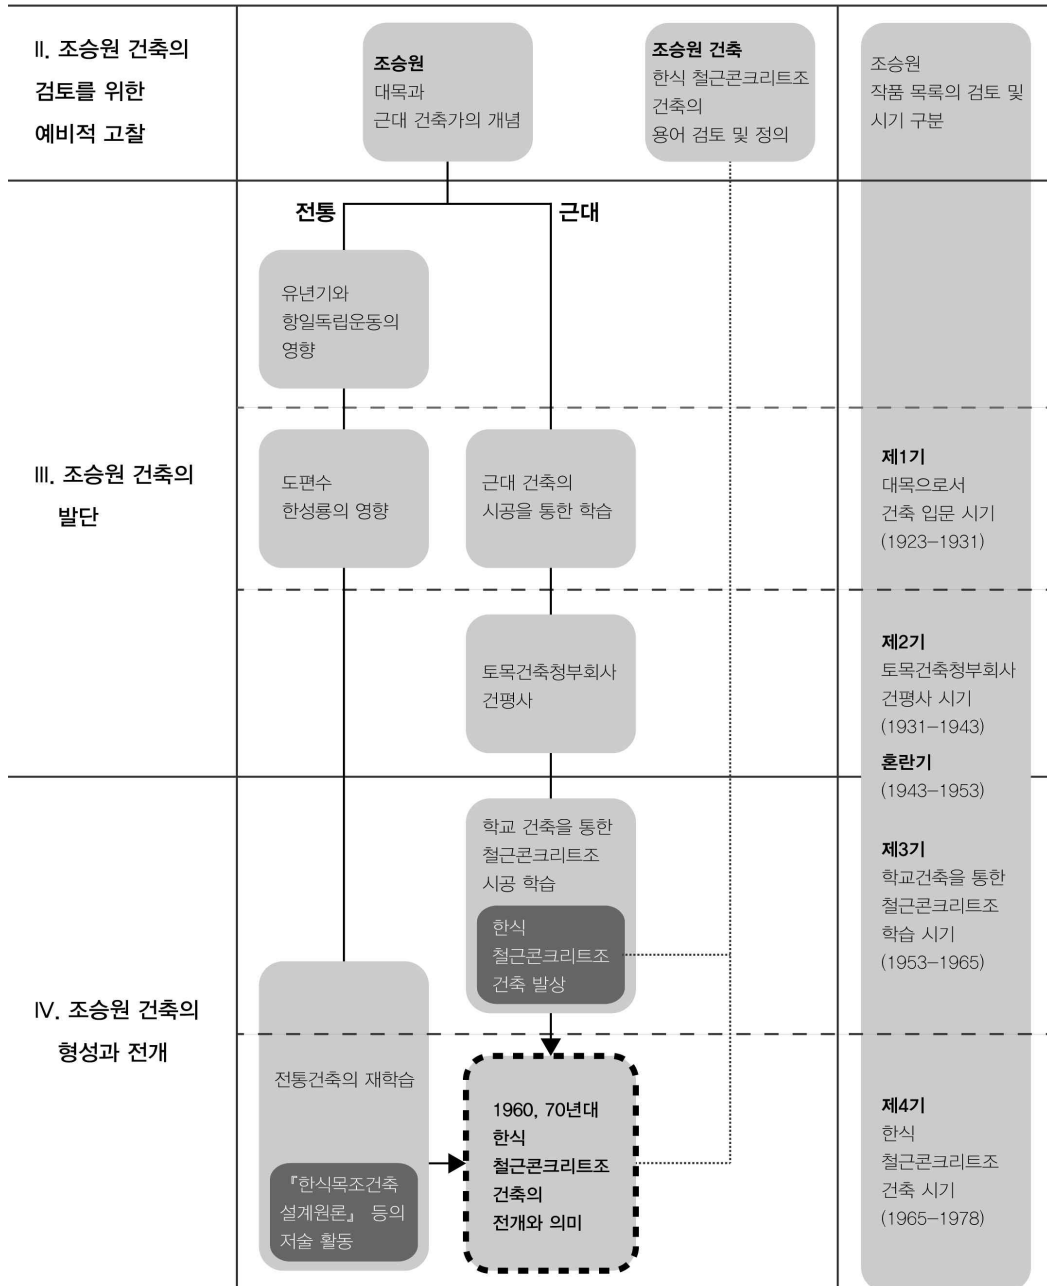 II. 조승원 건축의
검토를 위한
예비적 고찰
조승원
대목과
근대 건축가의 개념
조승원 건축
한식 철근콘크리트조
건축의
용어 검토 및 정의
조승원
작품 목록의 검토 및
시기 구분
전통
근대
유년기와
항일독립운동의
영향
III. 조승원 건축의
발단
도편수
한성룡의 영향
근대 건축의
시공을 통한 학습
제1기
대목으로서
건축 입문 시기
(1923–1931)
토목건축청부회사
건평사
제2기
토목건축청부회사
건평사 시기
(1931–1943)
혼란기
(1943–1953)
IV. 조승원 건축의
형성과 전개
학교 건축을 통한
철근콘크리트조
시공 학습
한식
철근콘크리트조
건축 발상
제3기
학교건축을 통한
철근콘크리트조
학습 시기
(1953–1965)
전통건축의 재학습
『한식목조건축
설계원론』 등의
저술 활동
1960, 70년대
한식
철근콘크리트조
건축의
전개와 의미
제4기
한식
철근콘크리트조
건축 시기
(1965–1978)